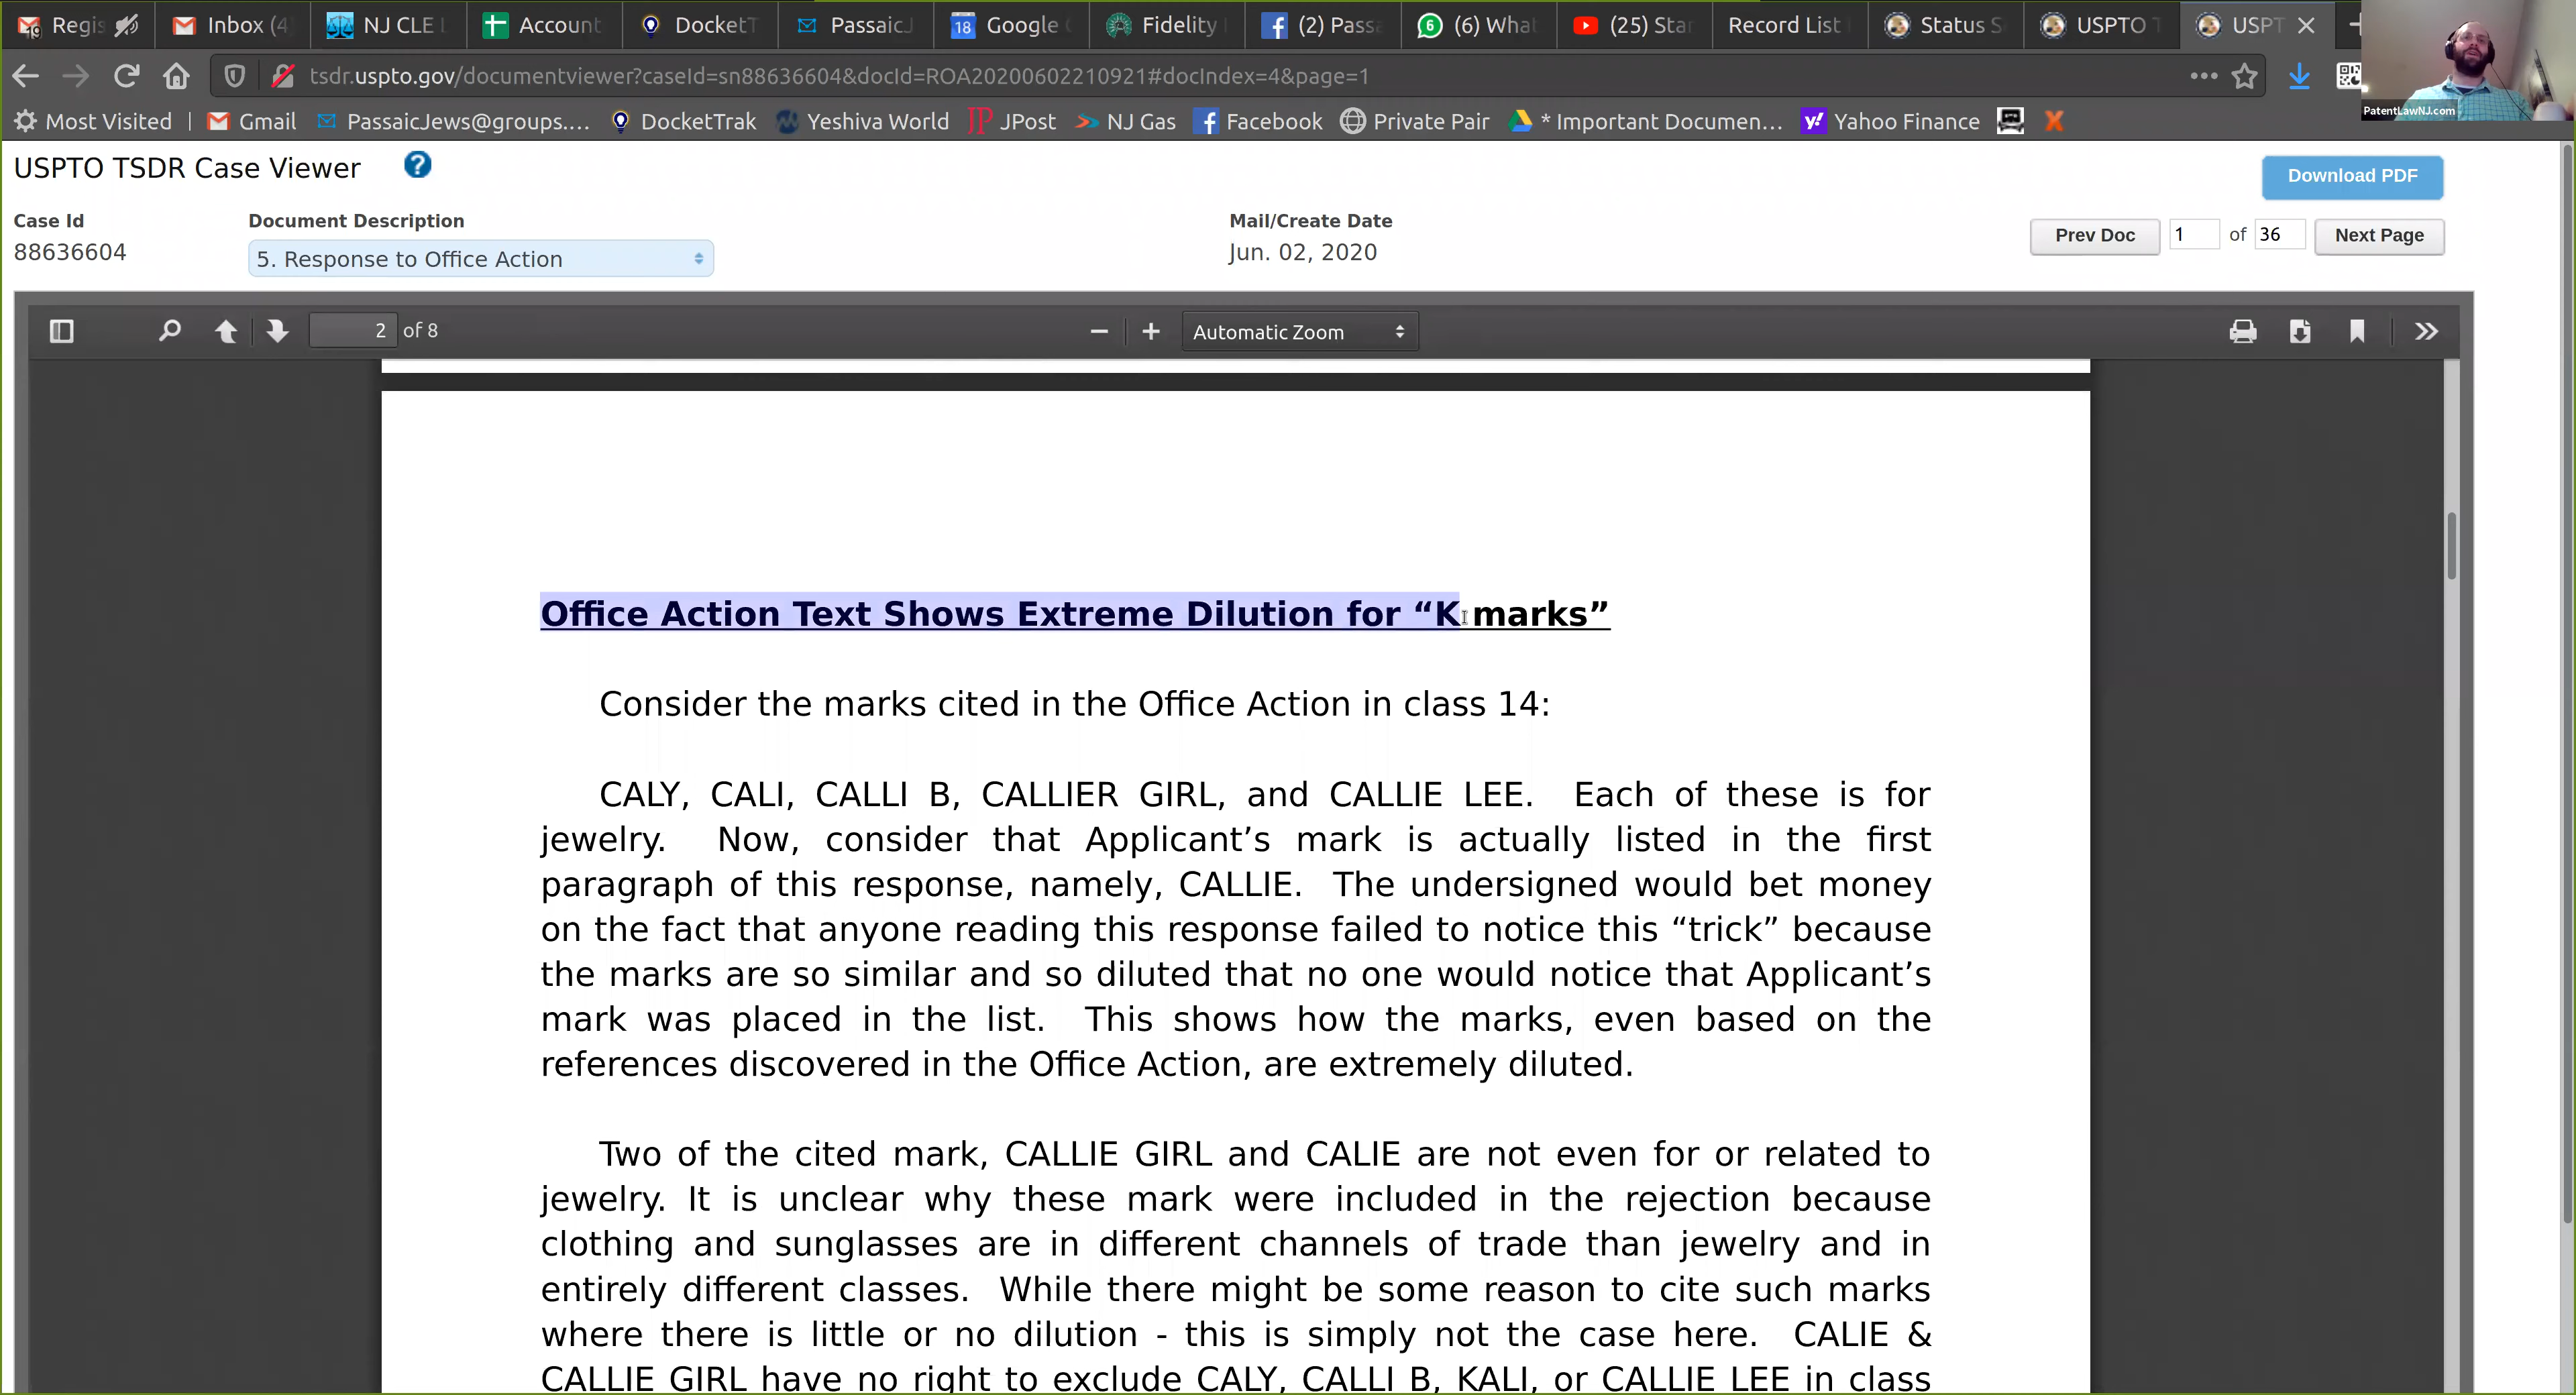 Regis
Inbox (4
NJ CLE
Account
DocketT
PassaicJ
Google
Fidelity
(2) Passa
(6) What
(25) Star
Record List
Status S
USPTO T
USPT
tsdr.uspto.gov/documentviewer?caseId=sn88636604&docId=ROA20200602210921#docIndex=4&page=1
PatentLawNJ.com
Most Visited
Gmail
PassaicJews@groups....
DocketTrak
Yeshiva World
JPost
NJ Gas
Facebook
Private Pair
* Important Documen...
Yahoo Finance
USPTO TSDR Case Viewer
Download PDF
Case Id
Document Description
Mail/Create Date
88636604
5. Response to Office Action
Jun. 02, 2020
Prev Doc 1 of 36 Next Page
2 of 8
Automatic Zoom
Office Action Text Shows Extreme Dilution for “K marks”
Consider the marks cited in the Office Action in class 14:
CALY, CALI, CALLI B, CALLIER GIRL, and CALLIE LEE. Each of these is for
jewelry. Now, consider that Applicant’s mark is actually listed in the first
paragraph of this response, namely, CALLIE. The undersigned would bet money
on the fact that anyone reading this response failed to notice this “trick” because
the marks are so similar and so diluted that no one would notice that Applicant’s
mark was placed in the list. This shows how the marks, even based on the
references discovered in the Office Action, are extremely diluted.
Two of the cited mark, CALLIE GIRL and CALIE are not even for or related to
jewelry. It is unclear why these mark were included in the rejection because
clothing and sunglasses are in different channels of trade than jewelry and in
entirely different classes. While there might be some reason to cite such marks
where there is little or no dilution - this is simply not the case here. CALIE &
CALLIE GIRL have no right to exclude CALY, CALLI B, KALI, or CALLIE LEE in class